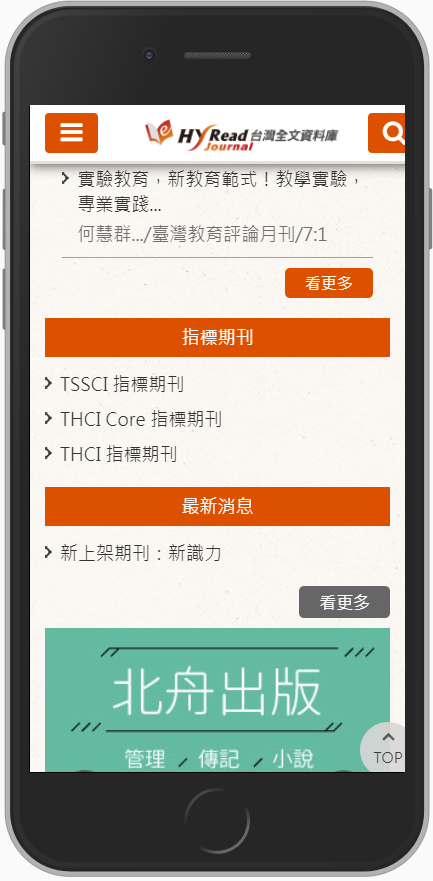 HYRead 台灣全文資料庫
Journal
實驗教育，新教育範式！教學實驗，
專業實踐...
何慧群.../臺灣教育評論月刊/7:1
看更多
指標期刊
TSSCI 指標期刊
THCI Core 指標期刊
THCI 指標期刊
最新消息
新上架期刊：新識力
看更多
北舟出版
管理 / 傳記 / 小說
TOP